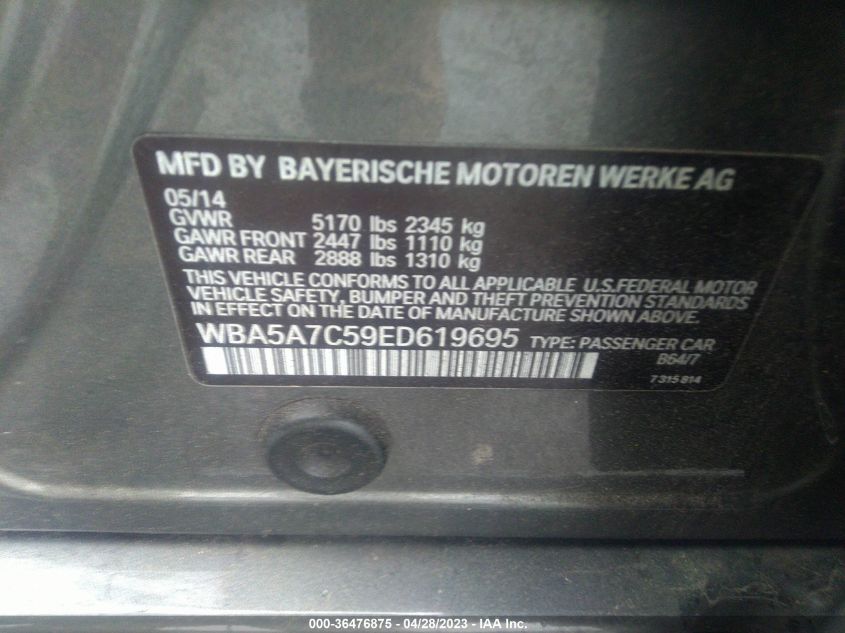 MFD BY BAYERISCHE MOTOREN WERKE AG
05/14
GVWR 5170 lbs 2345 kg
GAWR FRONT 2447 lbs 1110 kg
GAWR REAR 2888 lbs 1310 kg
THIS VEHICLE CONFORMS TO ALL APPLICABLE U.S.FEDERAL MOTOR
VEHICLE SAFETY, BUMPER AND THEFT PREVENTION STANDARDS
IN EFFECT ON THE DATE OF MANUFACTURE SHOWN ABOVE.
WBA5A7C59ED619695 TYPE: PASSENGER CAR
B64/7
7315814
000-36476875 - 04/28/2023 - IAA Inc.